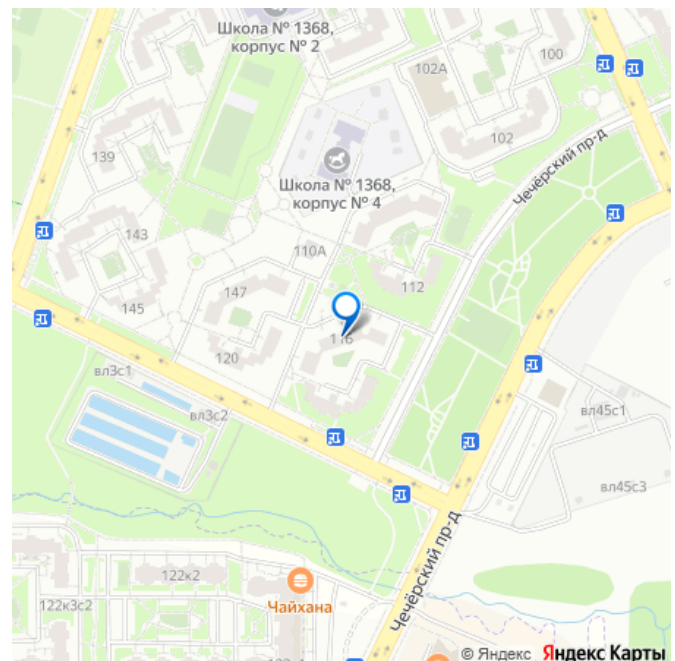 Школа № 1368,
корпус № 2
100
102А
102
139
Чечёрский пр-д
Школа № 1368,
корпус № 4
143
110А
112
147
145
116
120
вл3с1
вл3с2
вл45с1
вл45с3
Чечёрский пр-д
122к2
Чайхана
122к3с2
© Яндекс Яндекс Карты